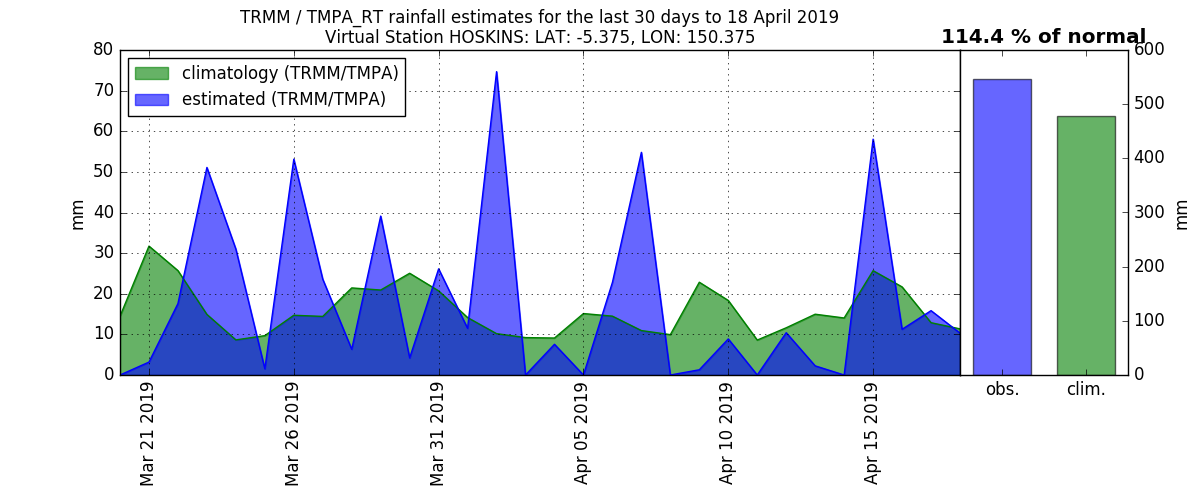 TRMM / TMPA_RT rainfall estimates for the last 30 days to 18 April 2019
Virtual Station HOSKINS: LAT: -5.375, LON: 150.375
114.4 % of normal
climatology (TRMM/TMPA)
estimated (TRMM/TMPA)
mm
80
70
60
50
40
30
20
10
0
Mar 21 2019
Mar 26 2019
Mar 31 2019
Apr 05 2019
Apr 10 2019
Apr 15 2019
obs.
clim.
600
500
400
300
200
100
0
mm